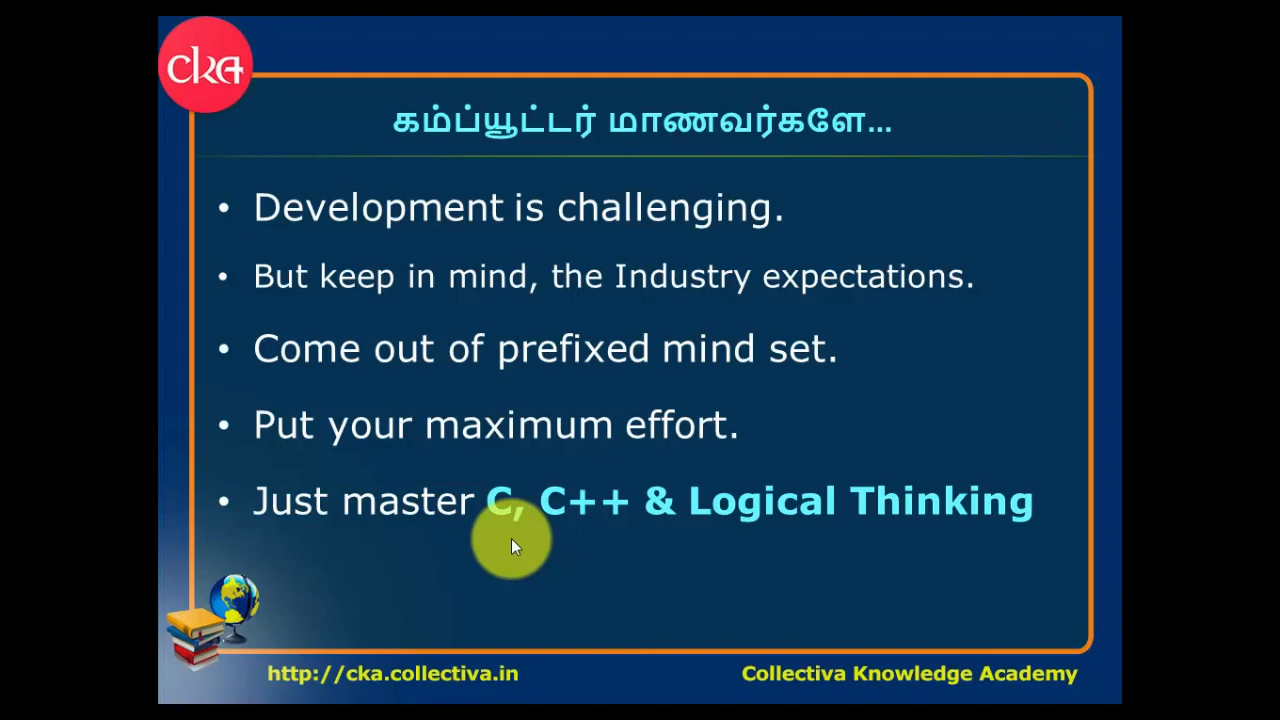 cka
கம்ப்யூட்டர் மாணவர்களே...
• Development is challenging.
• But keep in mind, the Industry expectations.
• Come out of prefixed mind set.
• Put your maximum effort.
• Just master C, C++ & Logical Thinking
http://cka.collectiva.in
Collectiva Knowledge Academy